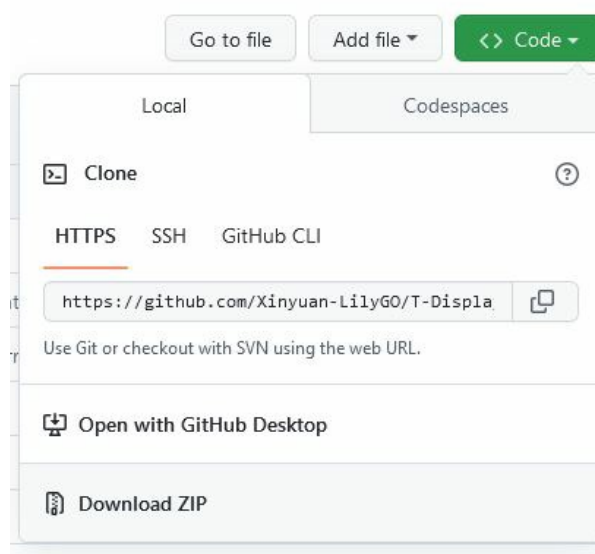 Go to file Add file Code
Local Codespaces
Clone
HTTPS SSH GitHub CLI
https://github.com/Xinyuan-LilyGO/T-Displa
Use Git or checkout with SVN using the web URL.
Open with GitHub Desktop
Download ZIP